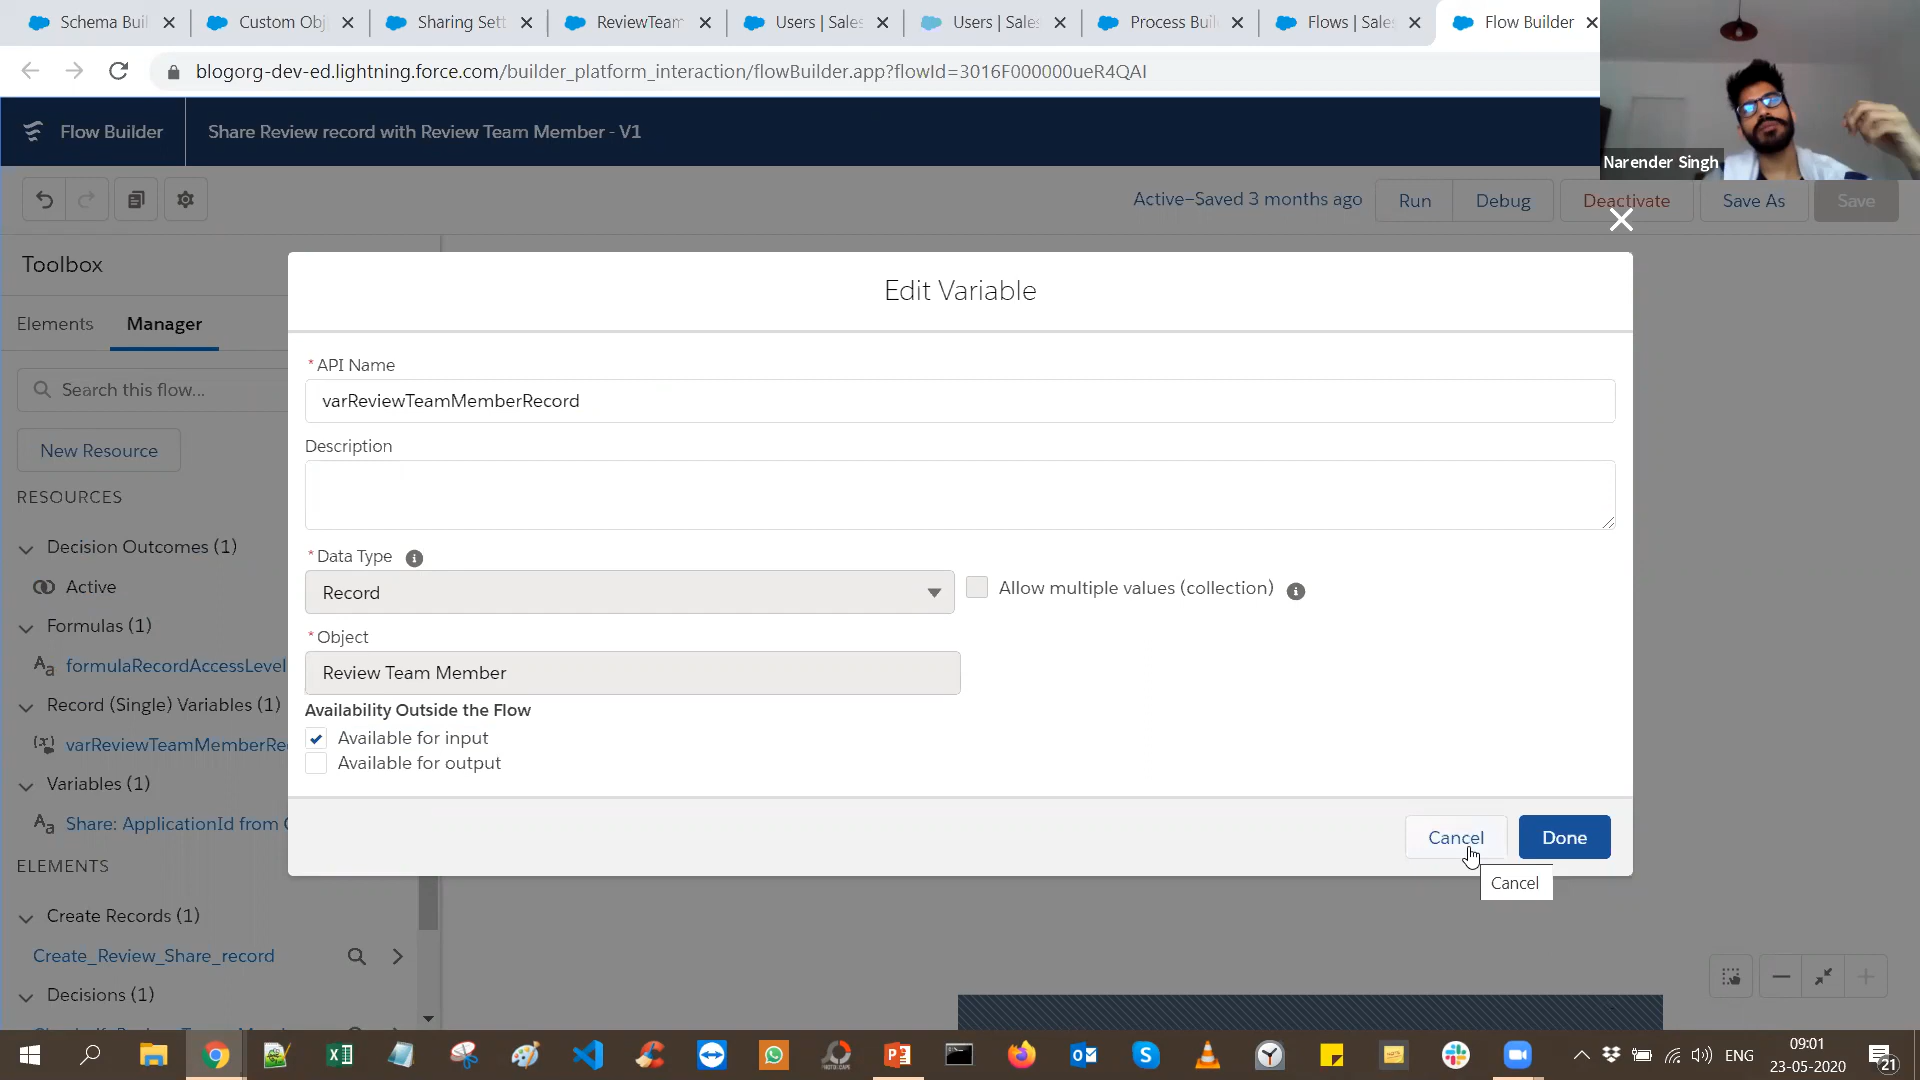 Schema Buil
Custom Obj
Sharing Sett
ReviewTeam
Users | Sales
Users | Sales
Process Buil
Flows | Sale
Flow Builder
blogorg-dev-ed.lightning.force.com/builder_platform_interaction/flowBuilder.app?flowId=3016F000000ueR4QAI
Flow Builder
Share Review record with Review Team Member - V1
Narender Singh
Active–Saved 3 months ago
Run
Debug
Deactivate
Save As
Save
Toolbox
Elements
Manager
Search this flow...
New Resource
RESOURCES
Decision Outcomes (1)
Active
Formulas (1)
formulaRecordAccessLevel
Record (Single) Variables (1)
varReviewTeamMemberRe
Variables (1)
Share: ApplicationId from
ELEMENTS
Create Records (1)
Create_Review_Share_record
Decisions (1)
Edit Variable
* API Name
varReviewTeamMemberRecord
Description
* Data Type
Record
Allow multiple values (collection)
* Object
Review Team Member
Availability Outside the Flow
Available for input
Available for output
Cancel
Done
Cancel
ENG
09:01
23-05-2020
21